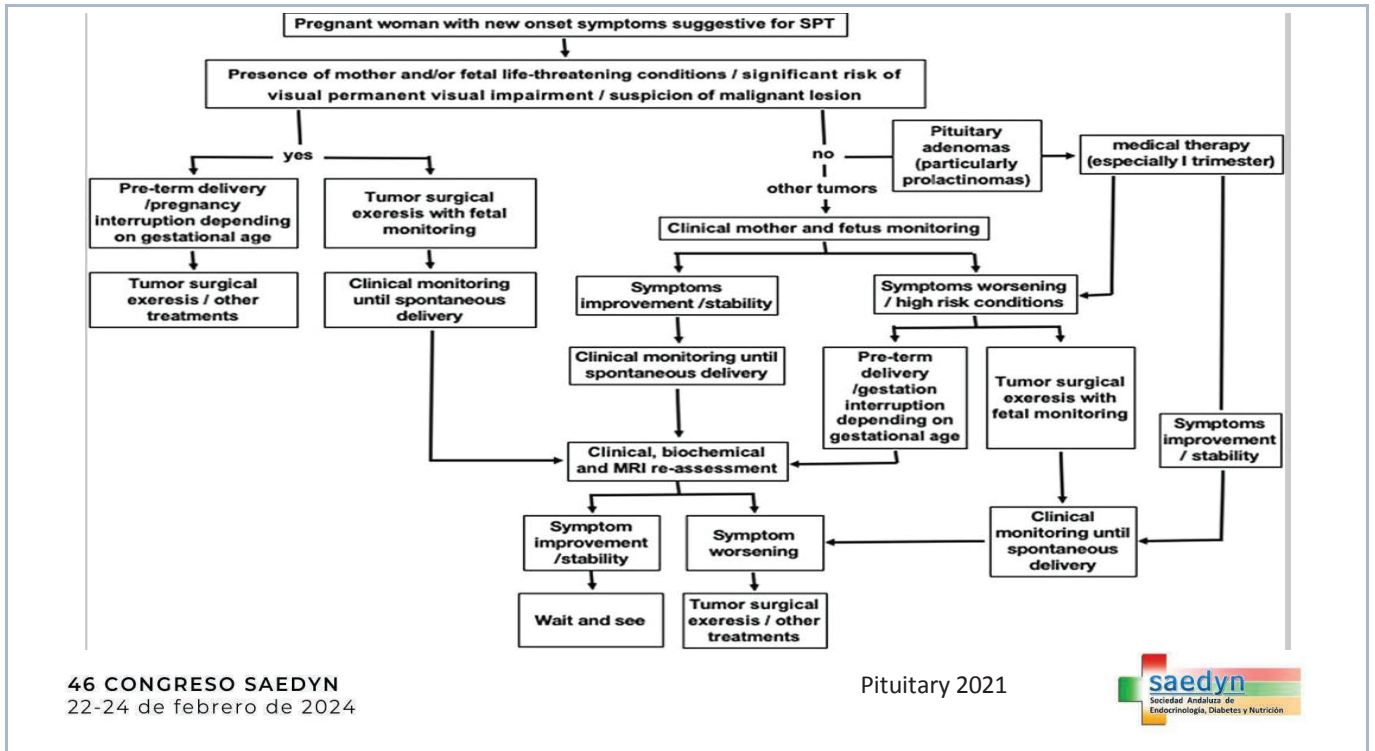 Pregnant woman with new onset symptoms suggestive for SPT
Presence of mother and/or fetal life-threatening conditions / significant risk of
visual permanent visual impairment / suspicion of malignant lesion
yes
no
other tumors
Pituitary
adenomas
(particularly
prolactinomas)
medical therapy
(especially I trimester)
Pre-term delivery
/pregnancy
interruption depending
on gestational age
Tumor surgical
exeresis with fetal
monitoring
Clinical mother and fetus monitoring
Tumor surgical
exeresis / other
treatments
Clinical monitoring
until spontaneous
delivery
Symptoms
improvement /stability
Symptoms worsening
/ high risk conditions
Clinical monitoring until
spontaneous delivery
Pre-term
delivery
/gestation
interruption
depending on
gestational age
Tumor surgical
exeresis with
fetal monitoring
Symptoms
improvement
/ stability
Clinical, biochemical
and MRI re-assessment
Symptom
improvement
/stability
Symptom
worsening
Clinical
monitoring until
spontaneous
delivery
Wait and see
Tumor surgical
exeresis / other
treatments
46 CONGRESO SAEDYN
22-24 de febrero de 2024
Pituitary 2021
saedyn
Sociedad Andaluza de
Endocrinología, Diabetes y Nutrición